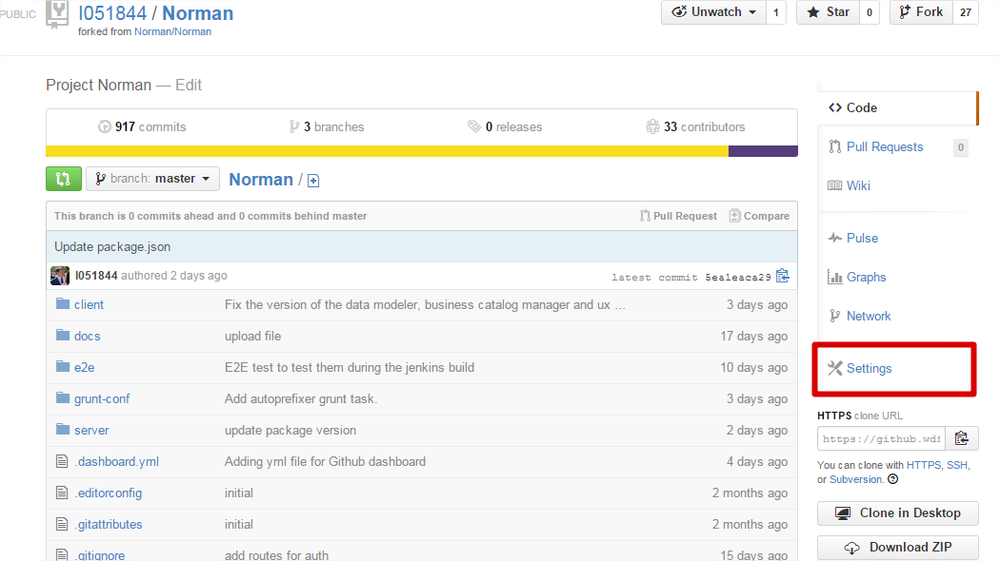 PUBLIC I051844 / Norman
forked from Norman/Norman
Unwatch 1 Star 0 Fork 27
Project Norman — Edit
917 commits 3 branches 0 releases 33 contributors
branch: master Norman /
This branch is 0 commits ahead and 0 commits behind master Pull Request Compare
Update package.json
I051844 authored 2 days ago latest commit 5ea1eaca29
client Fix the version of the data modeler, business catalog manager and ux … 3 days ago
docs upload file 17 days ago
e2e E2E test to test them during the jenkins build 10 days ago
grunt-conf Add autoprefixer grunt task. 3 days ago
server update package version 2 days ago
.dashboard.yml Adding yml file for Github dashboard 4 days ago
.editorconfig initial 2 months ago
.gitattributes initial 2 months ago
.gitignore add routes for auth 15 days ago
Code
Pull Requests 0
Wiki
Pulse
Graphs
Network
Settings
HTTPS clone URL
https://github.wdf
You can clone with HTTPS, SSH,
or Subversion.
Clone in Desktop
Download ZIP